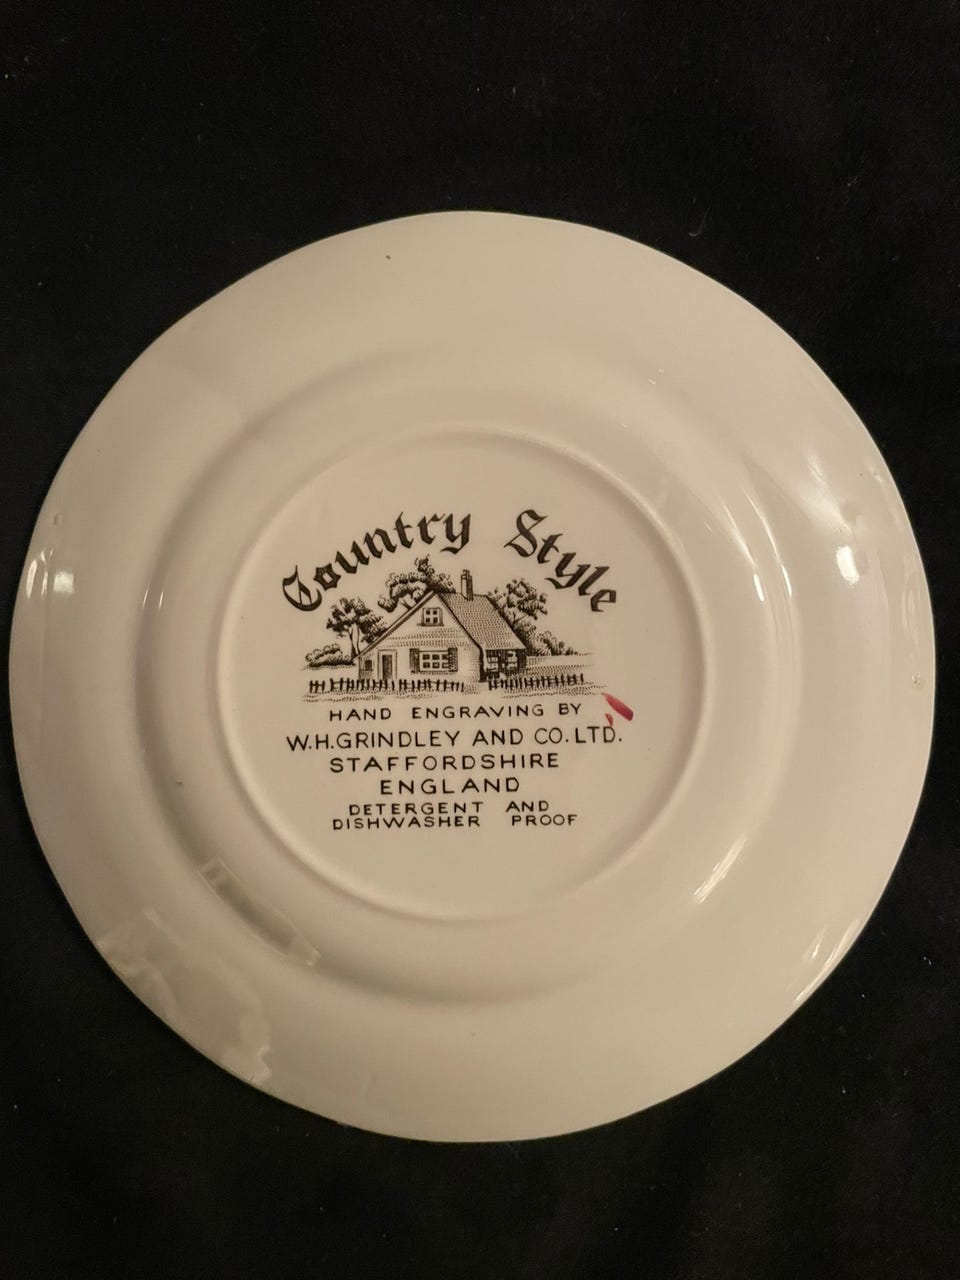 Country Style
HAND ENGRAVING BY
W.H.GRINDLEY AND CO.LTD.
STAFFORDSHIRE
ENGLAND
DETERGENT AND
DISHWASHER PROOF